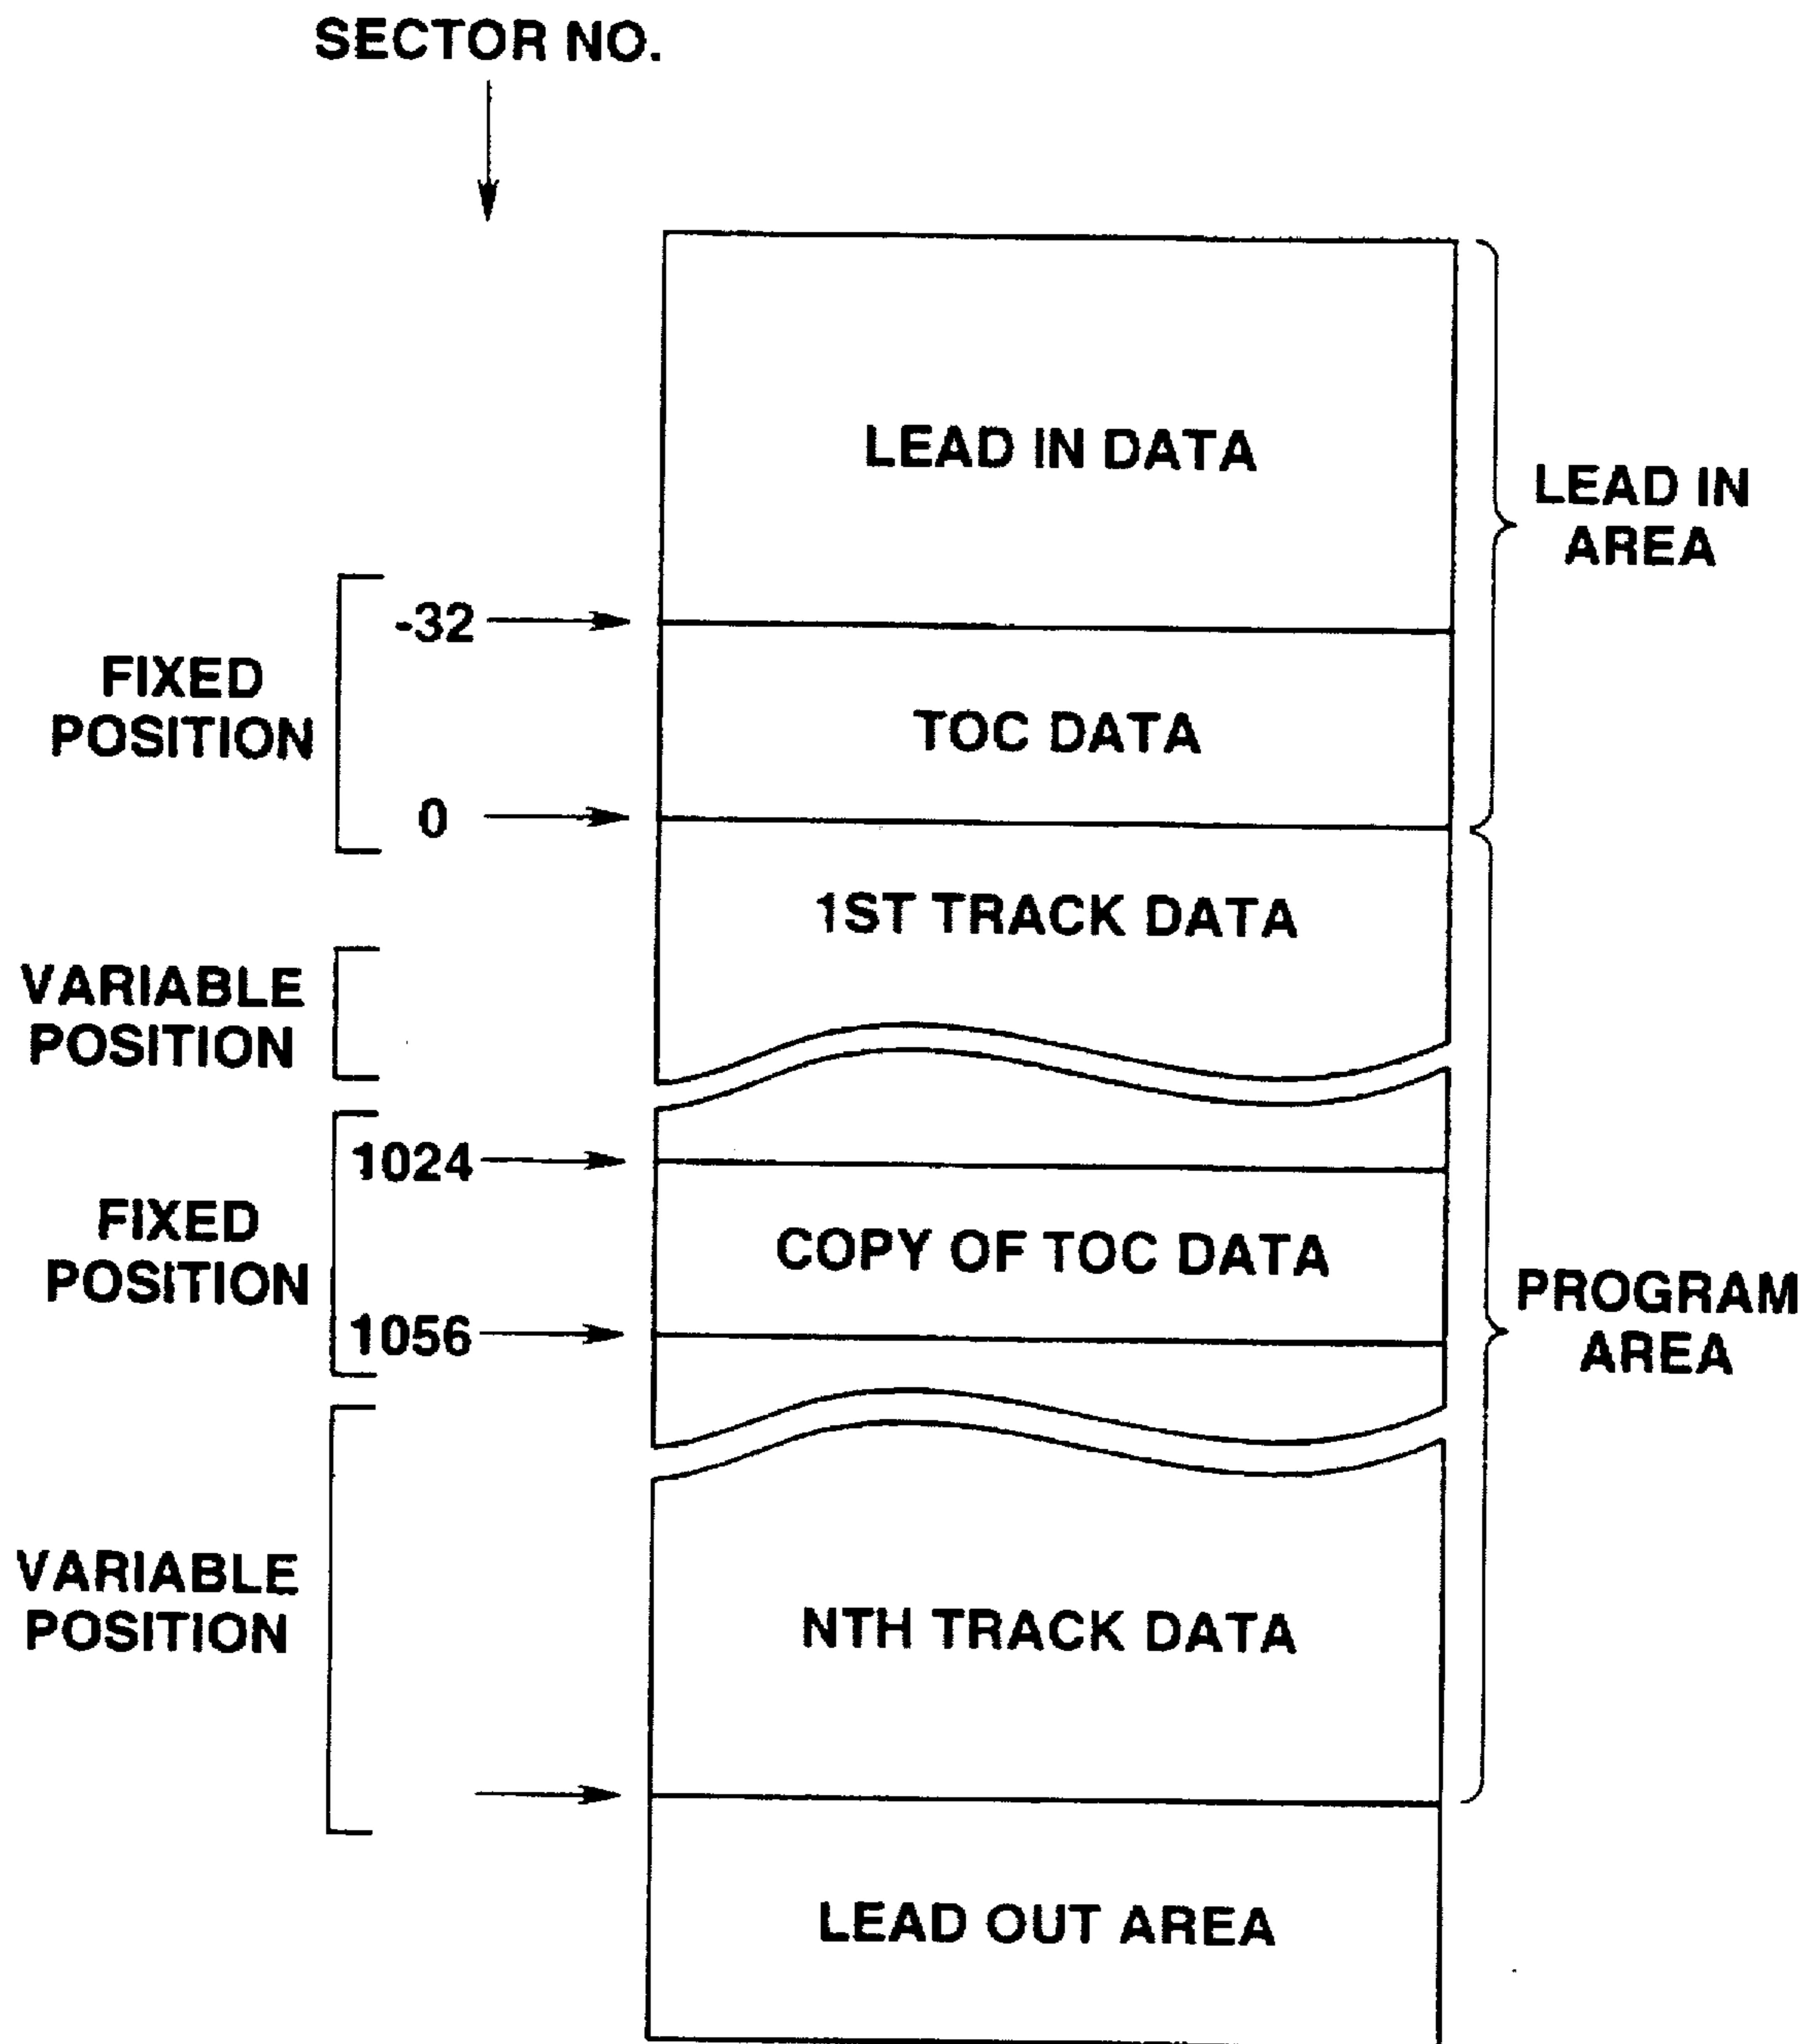 SECTOR NO.
LEAD IN DATA
LEAD IN
AREA
-32
FIXED
POSITION
TOC DATA
0
1ST TRACK DATA
VARIABLE
POSITION
1024
FIXED
POSITION
COPY OF TOC DATA
1056
PROGRAM
AREA
VARIABLE
POSITION
NTH TRACK DATA
LEAD OUT AREA